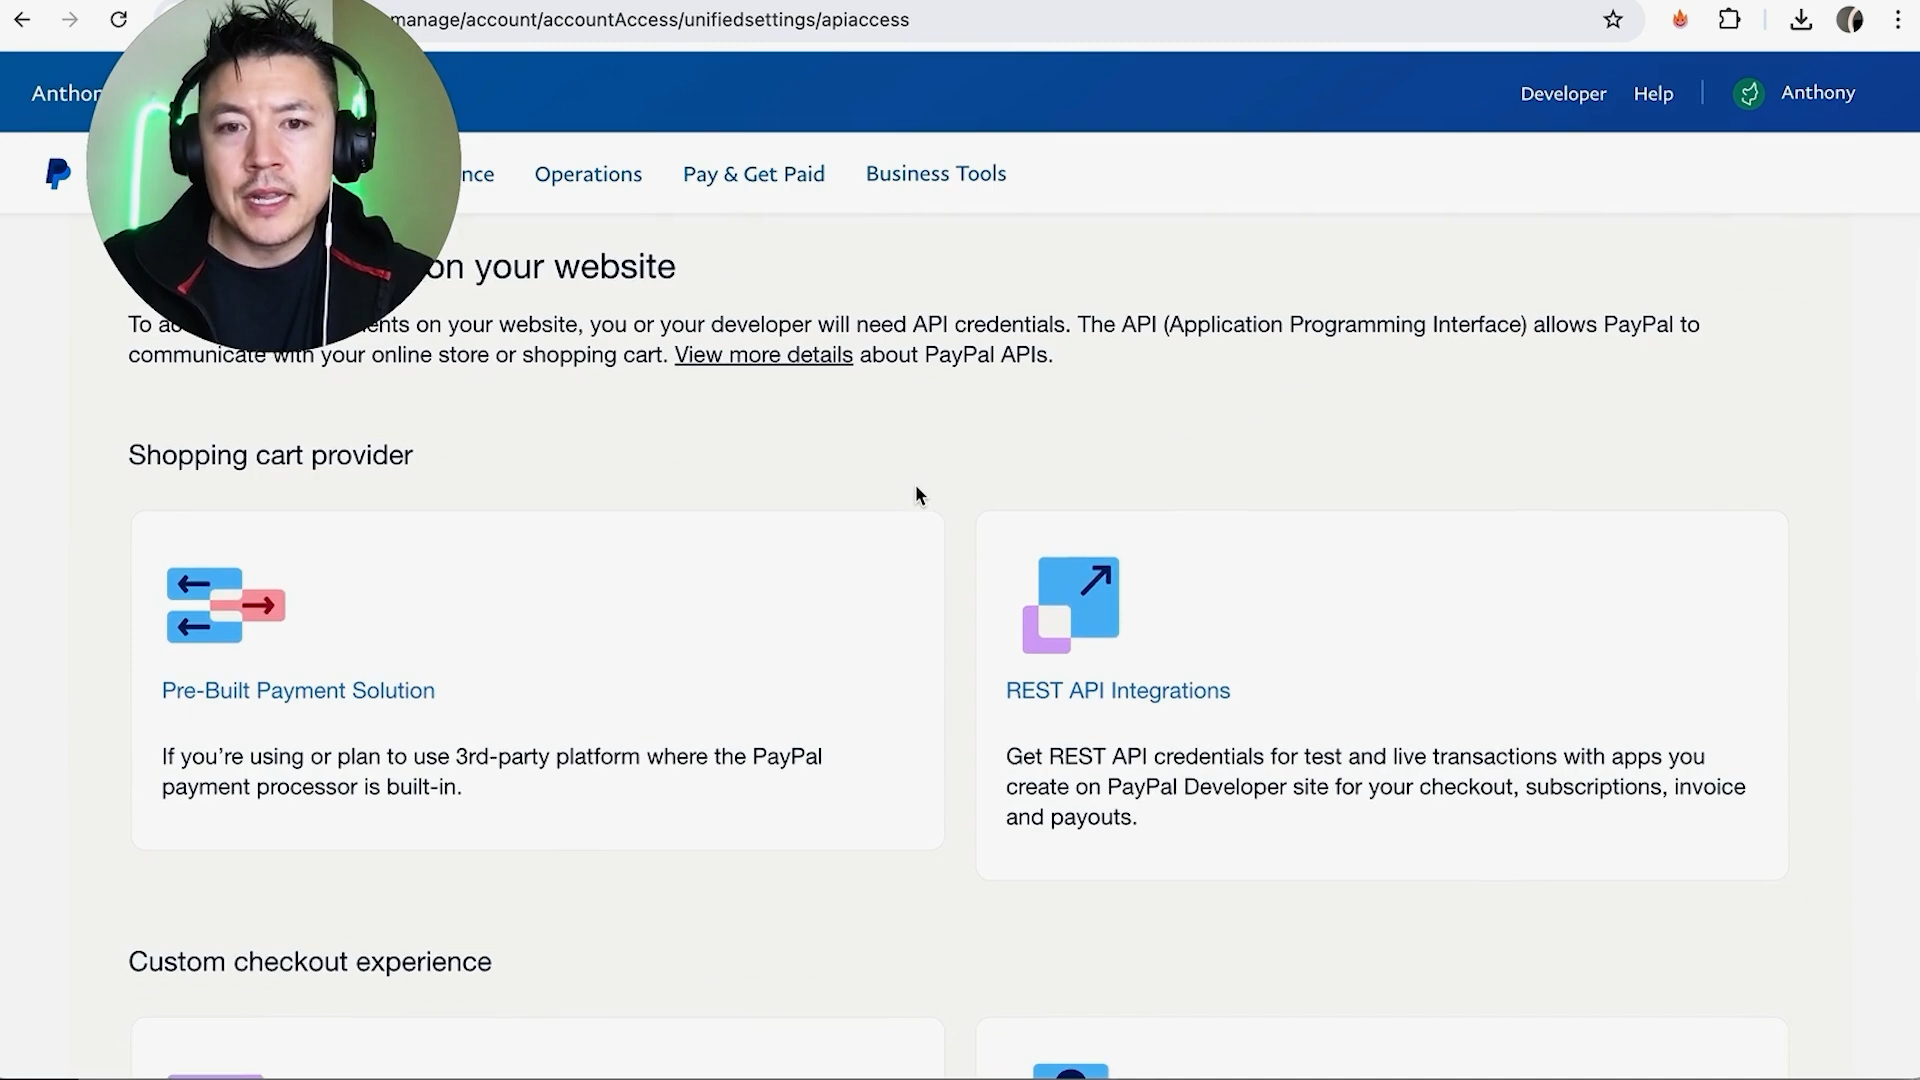 manage/account/accountAccess/unifiedsettings/apiaccess
Developer Help Anthony
Operations Pay & Get Paid Business Tools
on your website
To on your website, you or your developer will need API credentials. The API (Application Programming Interface) allows PayPal to
communicate with your online store or shopping cart. View more details about PayPal APIs.
Shopping cart provider
Pre-Built Payment Solution
If you’re using or plan to use 3rd-party platform where the PayPal
payment processor is built-in.
REST API Integrations
Get REST API credentials for test and live transactions with apps you
create on PayPal Developer site for your checkout, subscriptions, invoice
and payouts.
Custom checkout experience